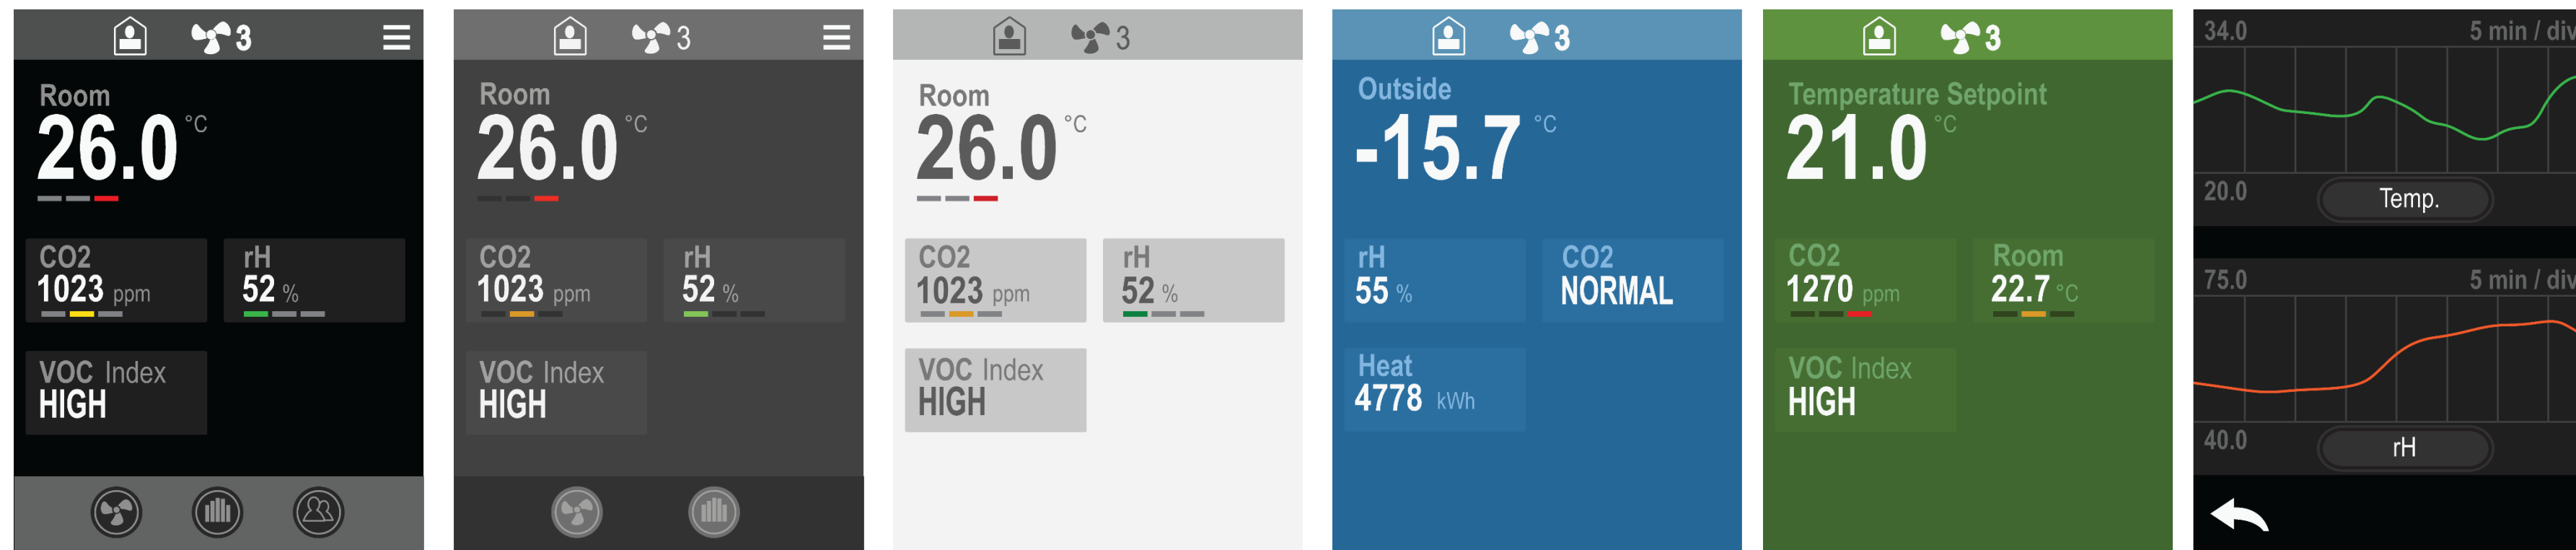 3
Room
26.0 °C
CO2
1023 ppm
rH
52 %
VOC Index
HIGH
3
Room
26.0 °C
CO2
1023 ppm
rH
52 %
VOC Index
HIGH
3
Room
26.0 °C
CO2
1023 ppm
rH
52 %
VOC Index
HIGH
3
Outside
-15.7 °C
rH
55 %
CO2
NORMAL
Heat
4778 kWh
3
Temperature Setpoint
21.0 °C
CO2
1270 ppm
Room
22.7 °C
VOC Index
HIGH
34.0 5 min / div
20.0 Temp.
75.0 5 min / div
40.0 rH